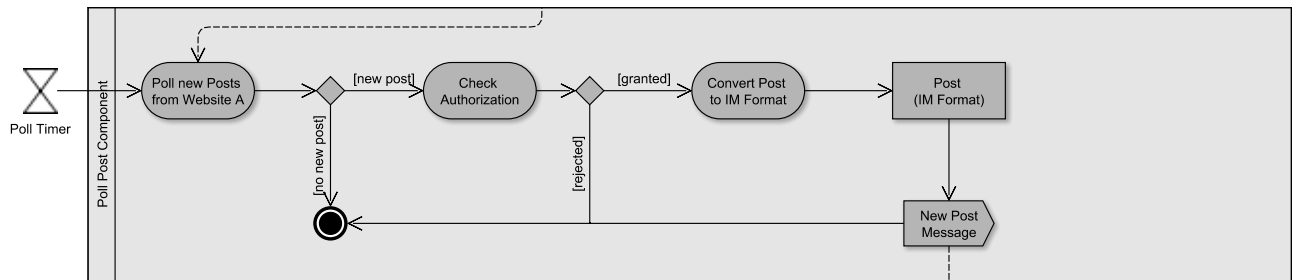 Poll Timer
Poll Post Component
Poll new Posts
from Website A
[new post]
[no new post]
Check
Authorization
[granted]
[rejected]
Convert Post
to IM Format
Post
(IM Format)
New Post
Message